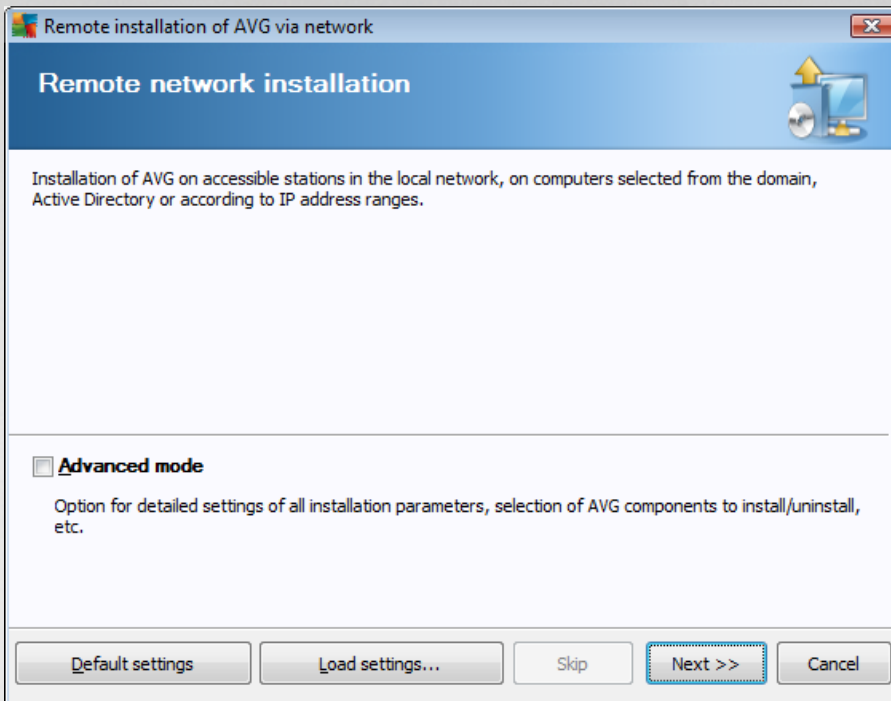 Remote installation of AVG via network
Remote network installation
Installation of AVG on accessible stations in the local network, on computers selected from the domain,
Active Directory or according to IP address ranges.
Advanced mode
Option for detailed settings of all installation parameters, selection of AVG components to install/uninstall,
etc.
Default settings
Load settings...
Skip
Next >>
Cancel